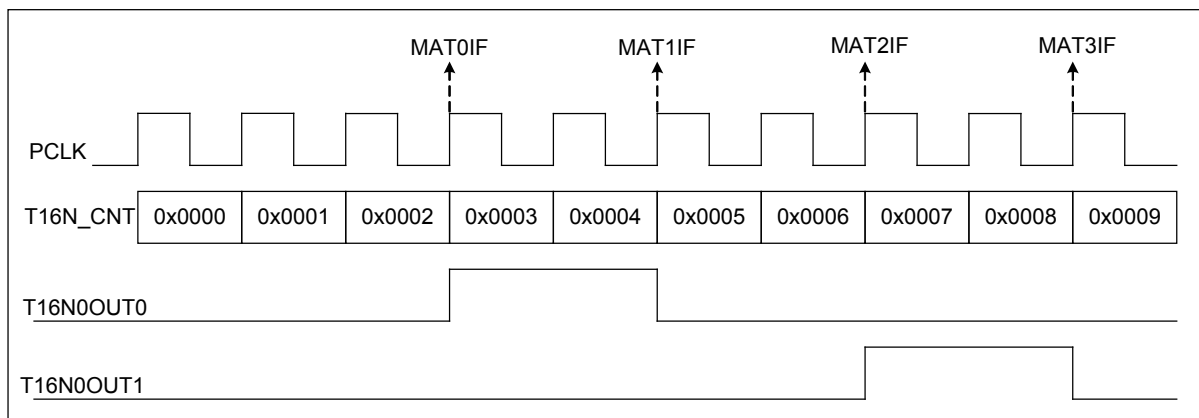 MAT0IF MAT1IF MAT2IF MAT3IF
PCLK
T16N_CNT 0x0000 0x0001 0x0002 0x0003 0x0004 0x0005 0x0006 0x0007 0x0008 0x0009
T16N0OUT0
T16N0OUT1